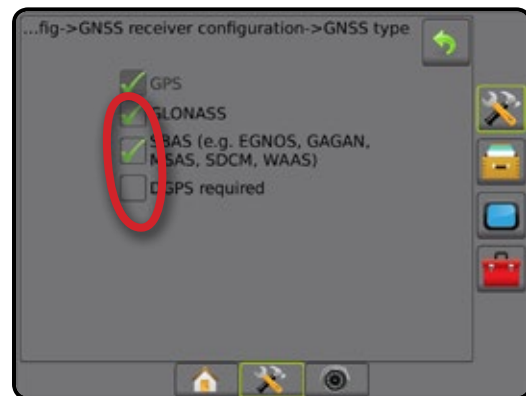 ...fig->GNSS receiver configuration->GNSS type
GPS
GLONASS
SBAS (e.g. EGNOS, GAGAN,
MSAS, SDCM, WAAS)
DGPS required